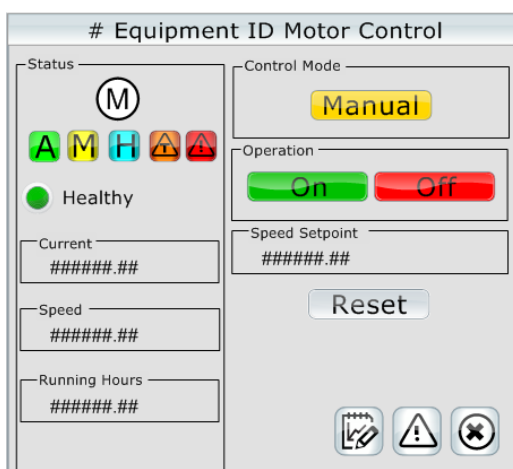 # Equipment ID Motor Control
Status
M
A M H T !
Healthy
Current
######.##
Speed
######.##
Running Hours
######.##
Control Mode
Manual
Operation
On Off
Speed Setpoint
######.##
Reset
!